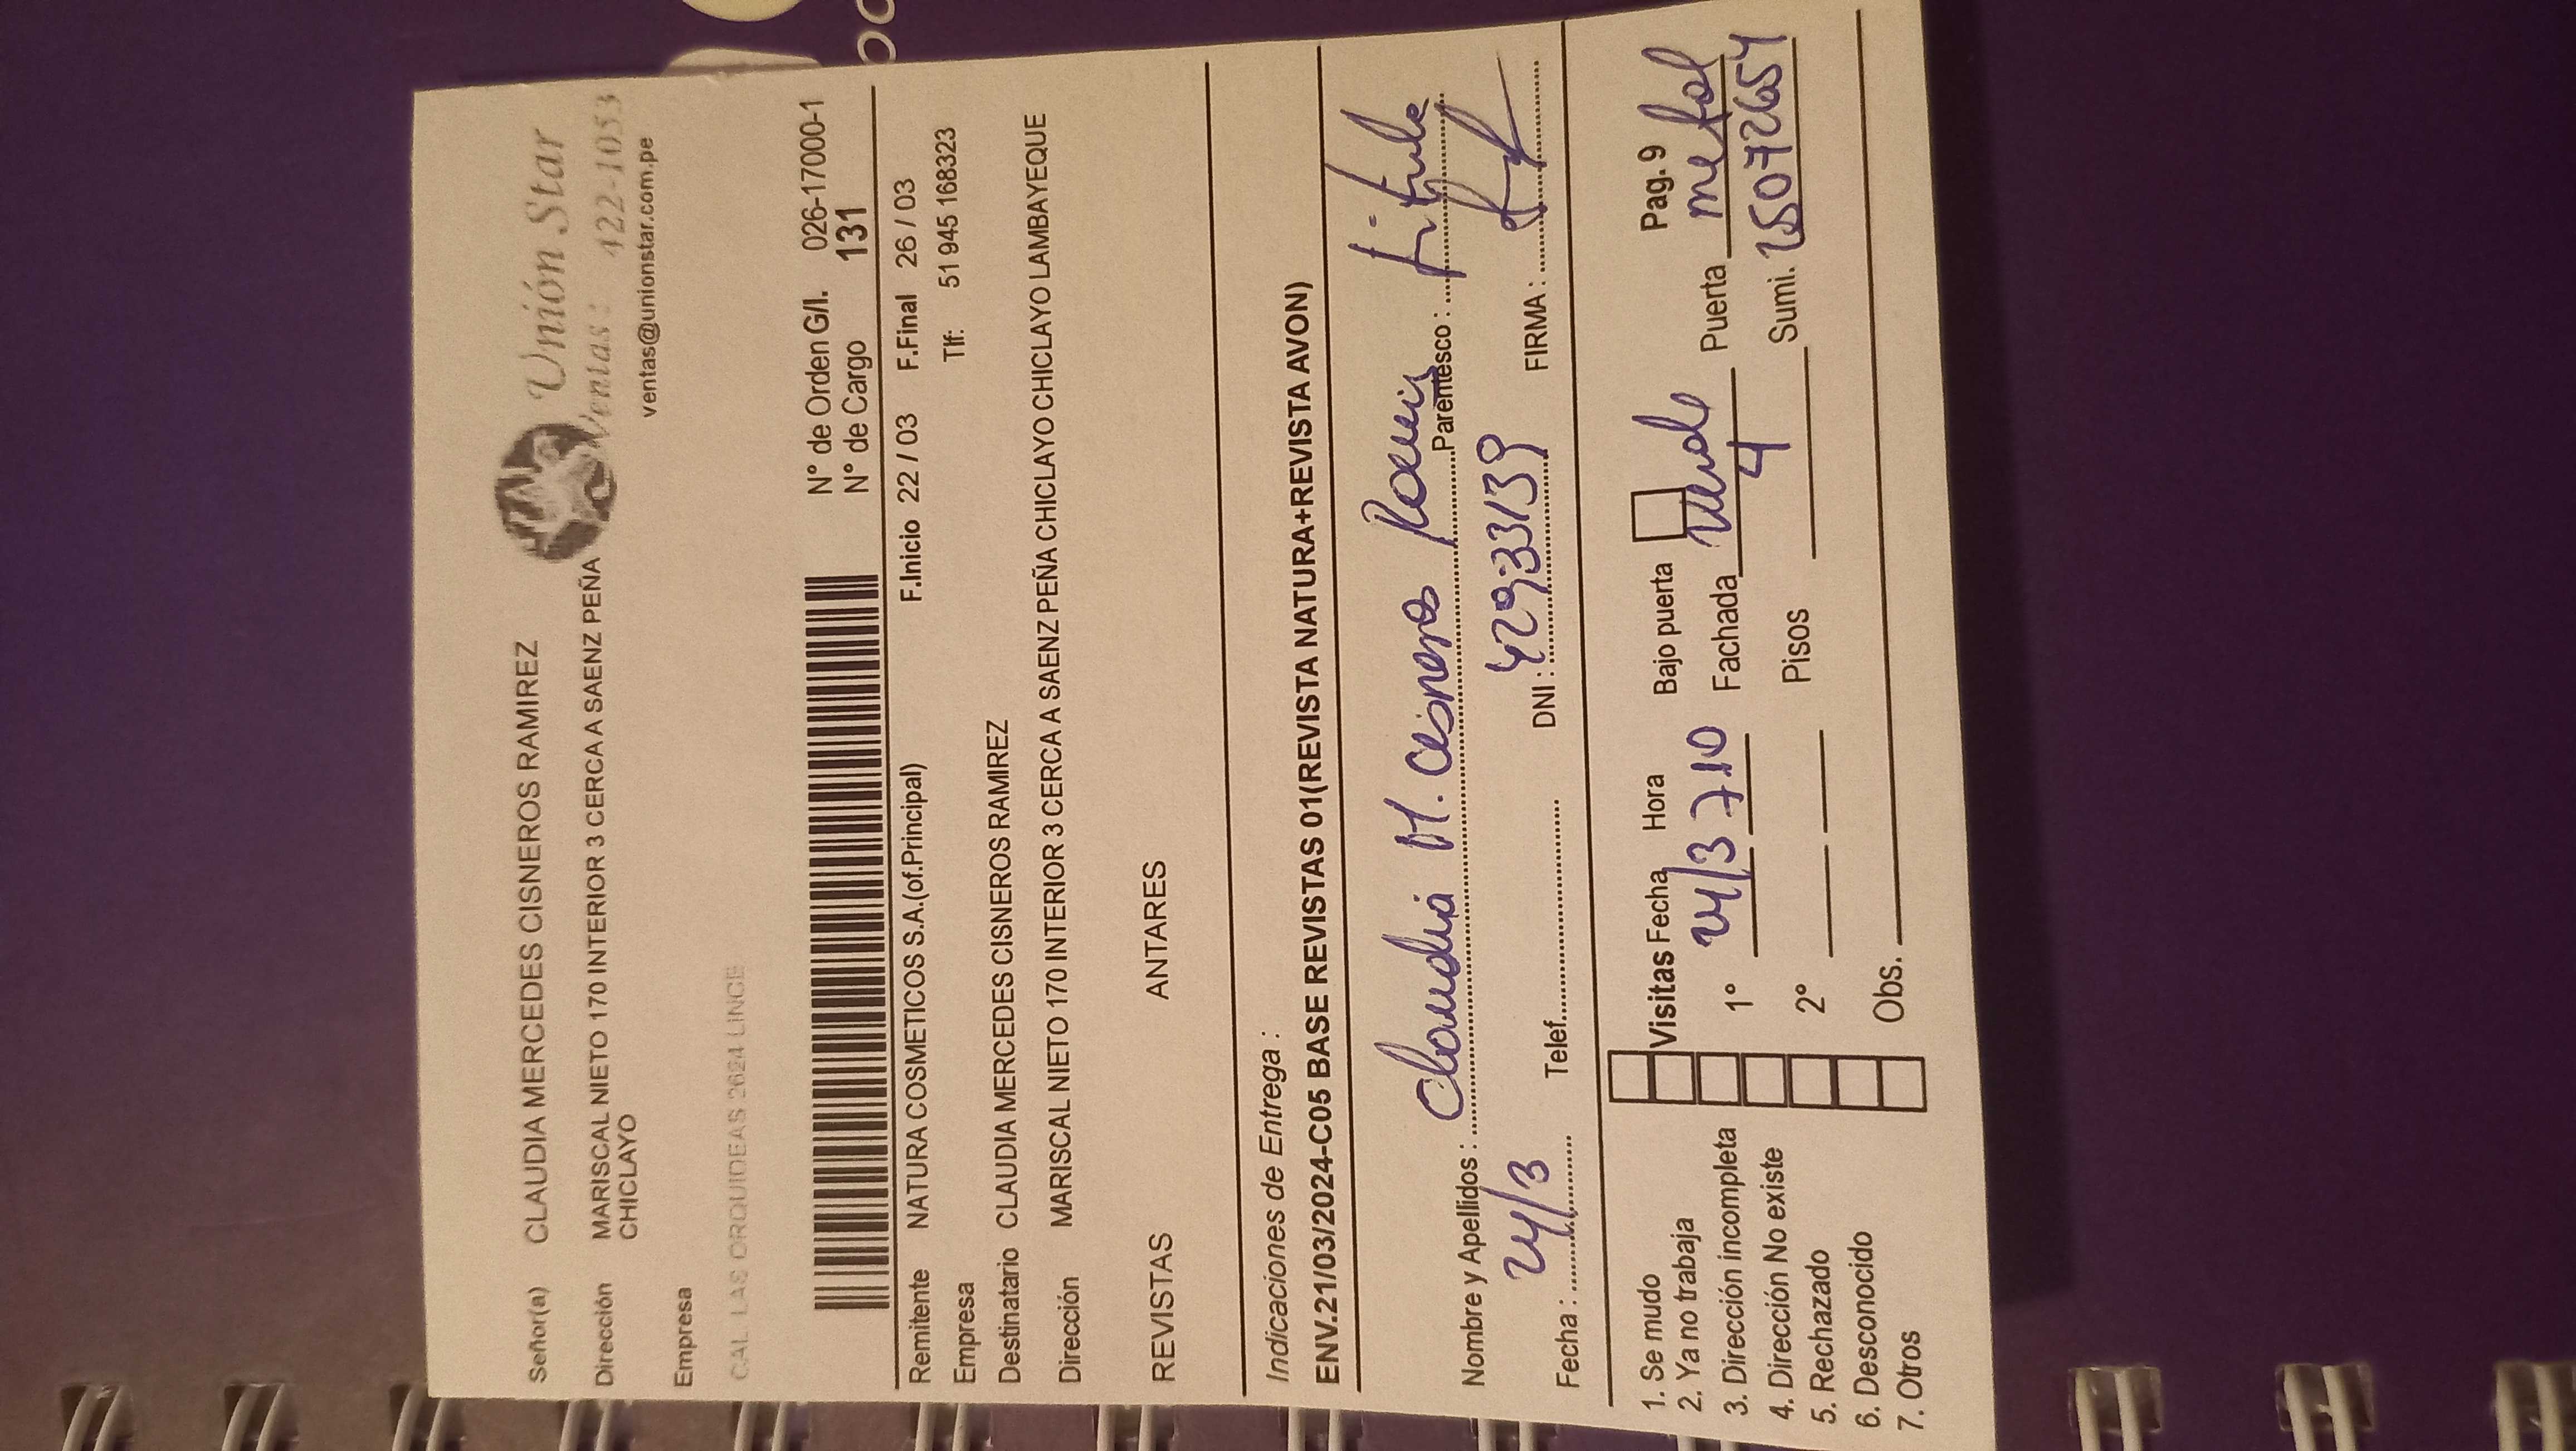 Unión Star
Ventas: 422-1053
ventas@unionstar.com.pe
Señor(a) CLAUDIA MERCEDES CISNEROS RAMIREZ
Dirección MARISCAL NIETO 170 INTERIOR 3 CERCA A SAENZ PEÑA
CHICLAYO
Empresa
CAL LAS ORQUIDEAS 2624 LINCE
N° de Orden G/I. 026-17000-1
N° de Cargo 131
Remitente NATURA COSMETICOS S.A.(of.Principal) F.Inicio 22 / 03 F.Final 26 / 03
Empresa Tlf: 51 945 168323
Destinatario CLAUDIA MERCEDES CISNEROS RAMIREZ
Dirección MARISCAL NIETO 170 INTERIOR 3 CERCA A SAENZ PEÑA CHICLAYO CHICLAYO LAMBAYEQUE
REVISTAS ANTARES
Indicaciones de Entrega :
ENV.21/03/2024-C05 BASE REVISTAS 01(REVISTA NATURA+REVISTA AVON)
Nombre y Apellidos : Claudia M. Cisneros Parentesco :
Fecha : 24/3 Telef. DNI : 42933139 FIRMA :
Pag. 9
1. Se mudo Visitas Fecha Hora Bajo puerta
2. Ya no trabaja 1° 24/3 7.10 Fachada Verde Puerta metal
3. Dirección incompleta
4. Dirección No existe 2° Pisos 4 Sumi. 25072654
5. Rechazado
6. Desconocido Obs.
7. Otros